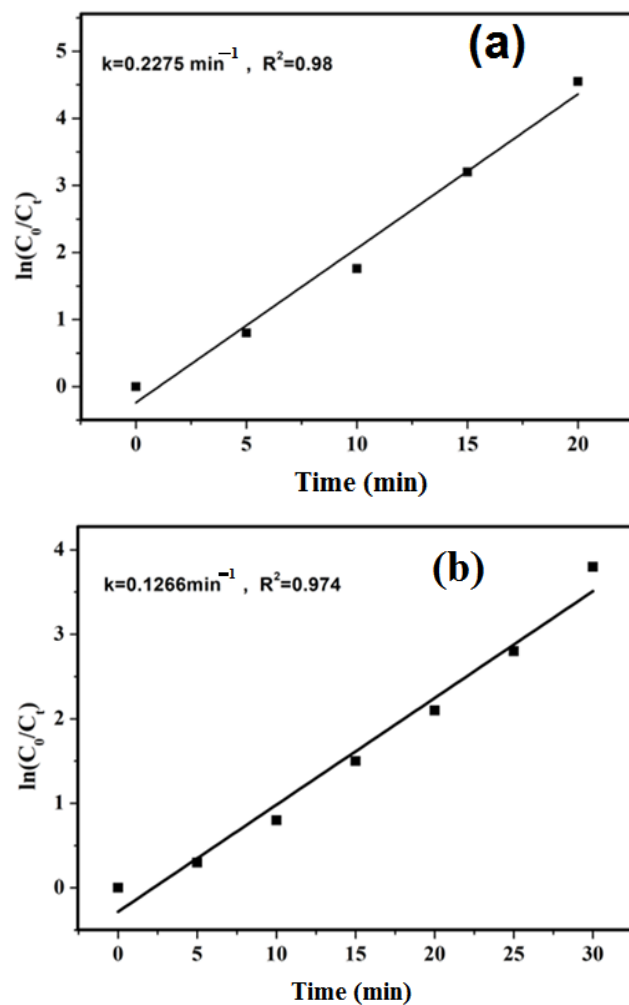 (a)
k=0.2275 min⁻¹ , R²=0.98
5
4
3
2
1
0
ln(C₀/Cₜ)
0 5 10 15 20
Time (min)
(b)
k=0.1266min⁻¹ , R²=0.974
4
3
2
1
0
ln(C₀/Cₜ)
0 5 10 15 20 25 30
Time (min)